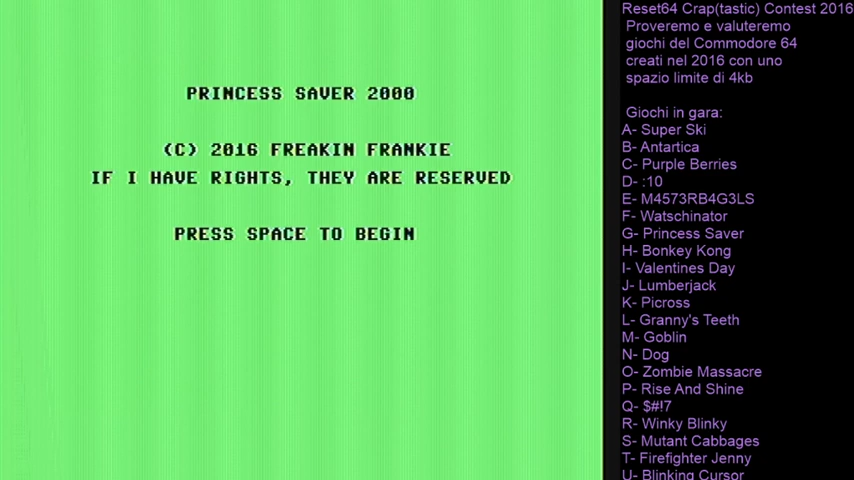 PRINCESS SAVER 2000
(C) 2016 FREAKIN FRANKIE
IF I HAVE RIGHTS, THEY ARE RESERVED
PRESS SPACE TO BEGIN
Reset64 Crap(tastic) Contest 2016
Proveremo e valuteremo
giochi del Commodore 64
creati nel 2016 con uno
spazio limite di 4kb
Giochi in gara:
A- Super Ski
B- Antartica
C- Purple Berries
D- :10
E- M4573RB4G3LS
F- Watschinator
G- Princess Saver
H- Bonkey Kong
I- Valentines Day
J- Lumberjack
K- Picross
L- Granny's Teeth
M- Goblin
N- Dog
O- Zombie Massacre
P- Rise And Shine
Q- $#!7
R- Winky Blinky
S- Mutant Cabbages
T- Firefighter Jenny
U- Blinking Cursor